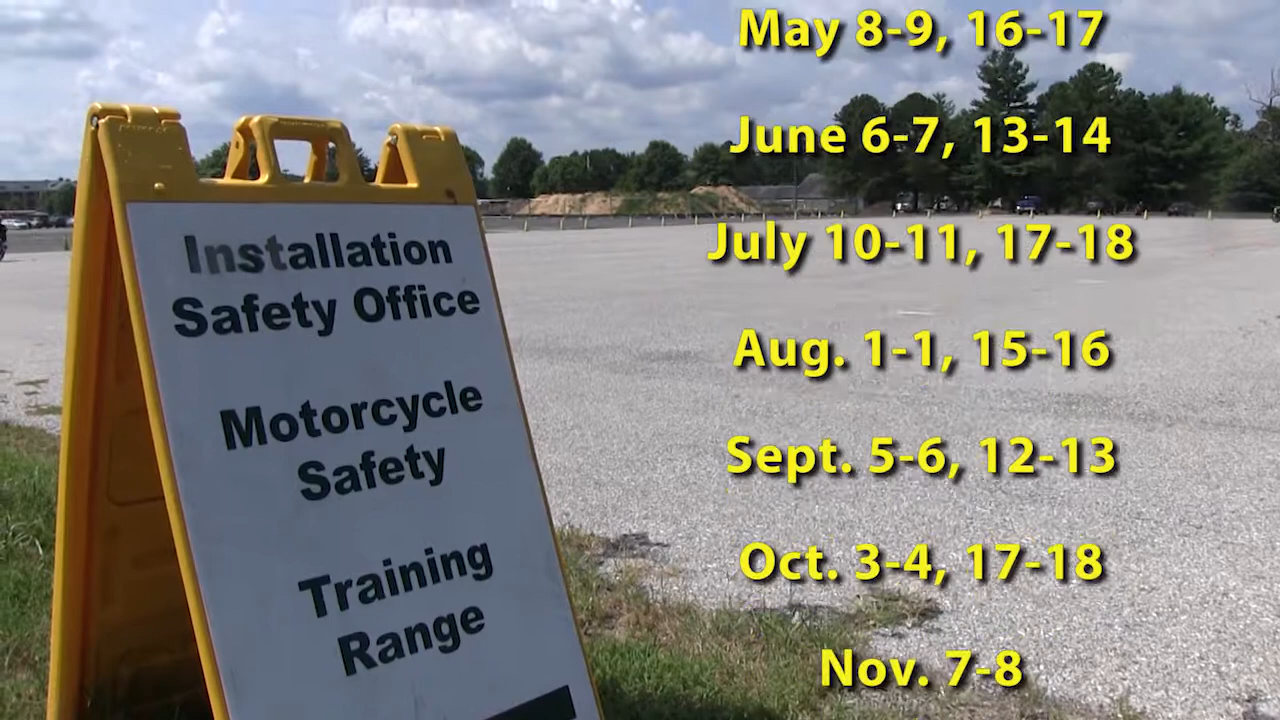 Installation
Safety Office
Motorcycle
Safety
Training
Range
May 8-9, 16-17
June 6-7, 13-14
July 10-11, 17-18
Aug. 1-1, 15-16
Sept. 5-6, 12-13
Oct. 3-4, 17-18
Nov. 7-8